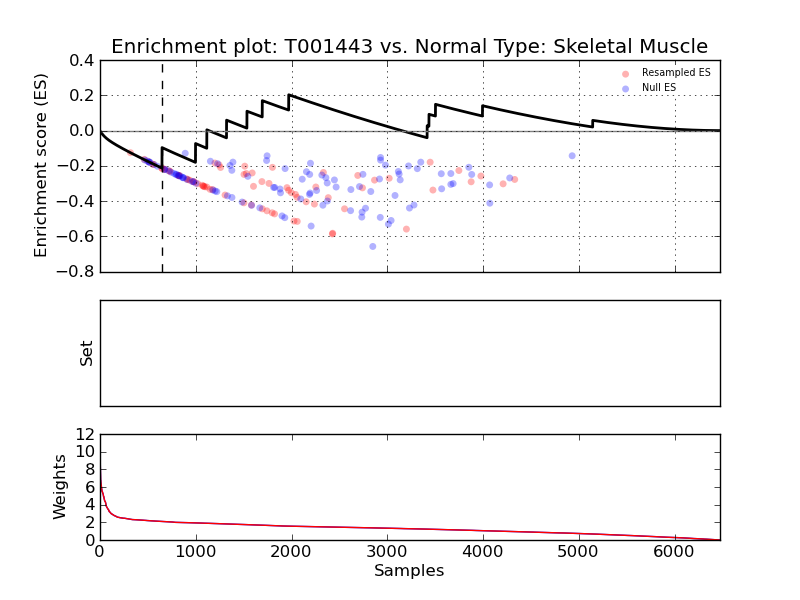 Enrichment plot: T001443 vs. Normal Type: Skeletal Muscle
Enrichment score (ES)
0.4
0.2
0.0
−0.2
−0.4
−0.6
−0.8
Resampled ES
Null ES
Set
Weights
12
10
8
6
4
2
0
0 1000 2000 3000 4000 5000 6000
Samples